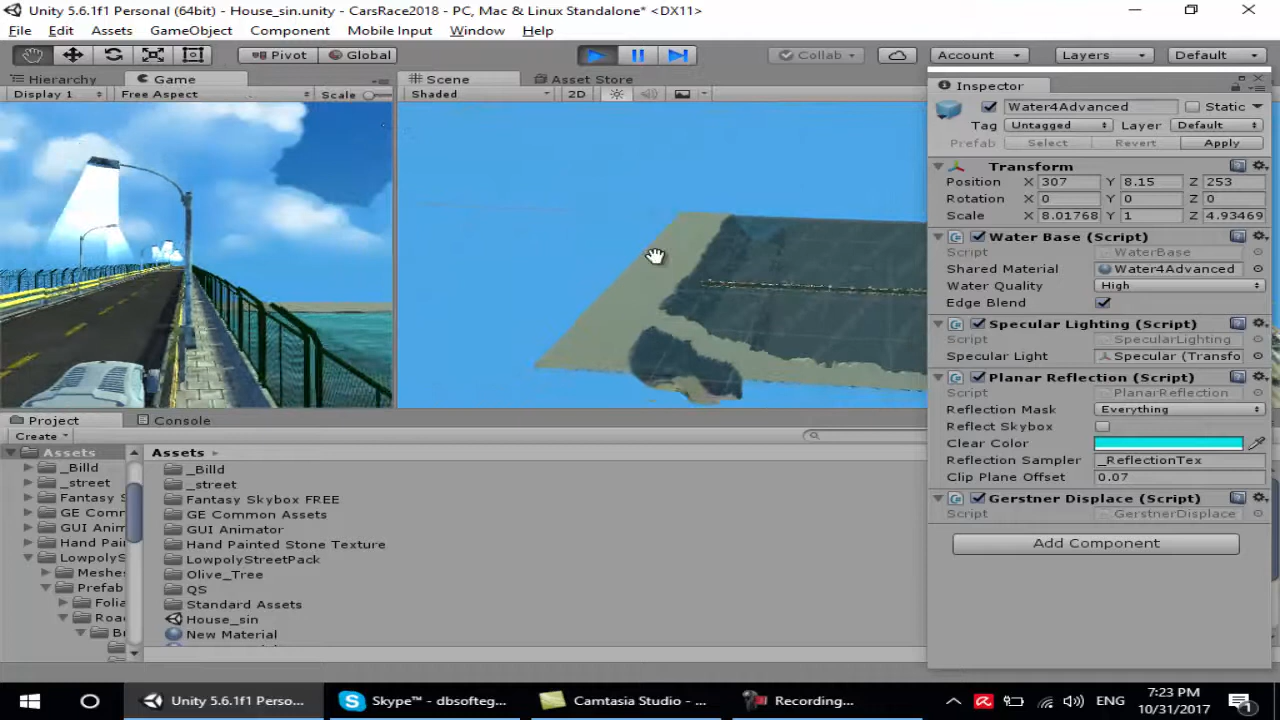 Unity 5.6.1f1 Personal (64bit) - House_sin.unity - CarsRace2018 - PC, Mac & Linux Standalone* <DX11>
File Edit Assets GameObject Component Mobile Input Window Help
Pivot Global Collab Account Layers Default
Hierarchy Game Scene Asset Store
Display 1 Free Aspect Scale Shaded 2D
Inspector
Water4Advanced Static
Tag Untagged Layer Default
Prefab Select Revert Apply
Transform
Position X 307 Y 8.15 Z 253
Rotation X 0 Y 0 Z 0
Scale X 8.01768 Y 1 Z 4.93469
Water Base (Script)
Script WaterBase
Shared Material Water4Advanced
Water Quality High
Edge Blend
Specular Lighting (Script)
Script SpecularLighting
Specular Light Specular (Transfo
Planar Reflection (Script)
Script PlanarReflection
Reflection Mask Everything
Reflect Skybox
Clear Color
Reflection Sampler _ReflectionTex
Clip Plane Offset 0.07
Gerstner Displace (Script)
Script GerstnerDisplace
Add Component
Project Console
Create
Assets
_Billd
_street
Fantasy S
GE Comm
GUI Anim
Hand Pain
LowpolyS
Meshes
Prefab
Folia
Roa
B
Assets
_Billd
_street
Fantasy Skybox FREE
GE Common Assets
GUI Animator
Hand Painted Stone Texture
LowpolyStreetPack
Olive_Tree
QS
Standard Assets
House_sin
New Material
Unity 5.6.1f1 Perso... Skype™ - dbsofteg... Camtasia Studio - ... Recording... ENG 7:23 PM
10/31/2017
1